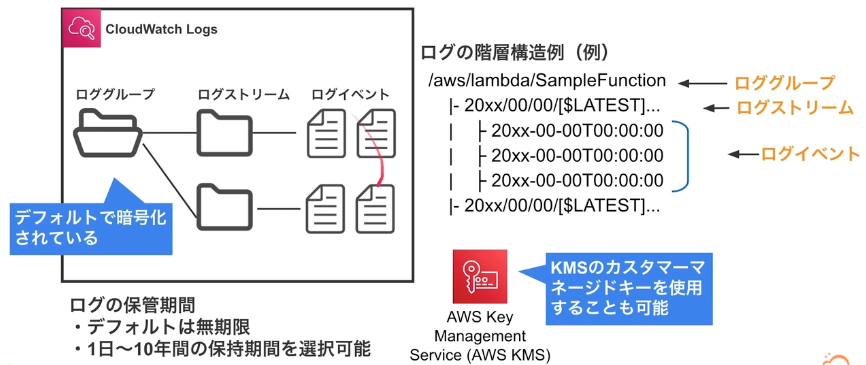 CloudWatch Logs
ロググループ
ログストリーム
ログイベント
デフォルトで暗号化
されている
ログの保管期間
・デフォルトは無期限
・1日〜10年間の保持期間を選択可能
ログの階層構造例（例）
/aws/lambda/SampleFunction
ロググループ
|- 20xx/00/00/[$LATEST]...
ログストリーム
| ├ 20xx-00-00T00:00:00
| ├ 20xx-00-00T00:00:00
ログイベント
| ├ 20xx-00-00T00:00:00
|- 20xx/00/00/[$LATEST]...
KMSのカスタマーマ
ネージドキーを使用
することも可能
AWS Key
Management
Service (AWS KMS)